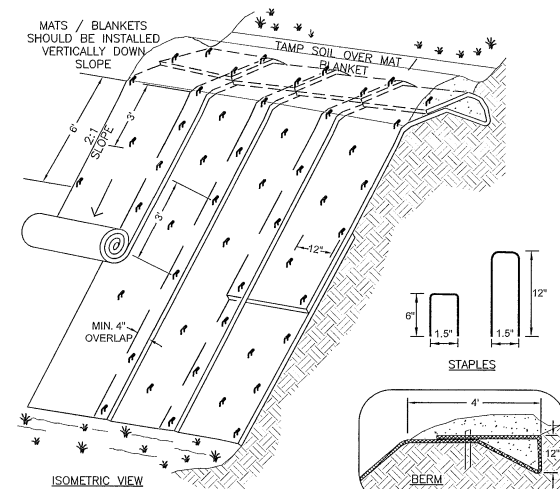 MATS / BLANKETS
SHOULD BE INSTALLED
VERTICALLY DOWN
SLOPE
TAMP SOIL OVER MAT
BLANKET
6'
2:1
SLOPE
3'
3'
12"
MIN. 4"
OVERLAP
6"
1.5"
12"
1.5"
STAPLES
4'
12"
BERM
ISOMETRIC VIEW